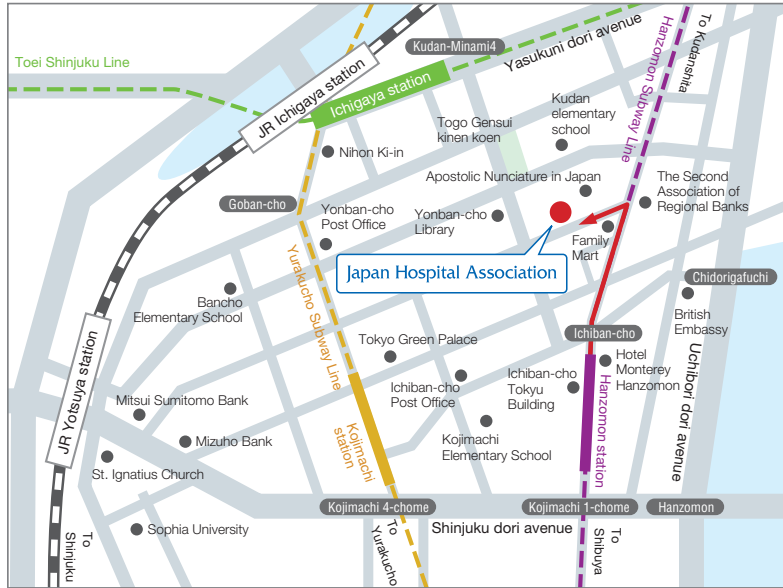 Toei Shinjuku Line
JR Ichigaya station
Kudan-Minami4
Ichigaya station
Yasukuni dori avenue
Hanzomon Subway Line
To Kudanshita
Togo Gensui
kinen koen
Kudan
elementary
school
Nihon Ki-in
Apostolic Nunciature in Japan
The Second
Association of
Regional Banks
Goban-cho
Yonban-cho
Post Office
Yonban-cho
Library
Family
Mart
Japan Hospital Association
Yurakucho Subway Line
Bancho
Elementary School
Chidorigafuchi
British
Embassy
Ichiban-cho
Tokyo Green Palace
Hotel
Monterey
Hanzomon
Uchibori dori avenue
JR Yotsuya station
Ichiban-cho
Post Office
Ichiban-cho
Tokyu
Building
Mitsui Sumitomo Bank
Mizuho Bank
Kojimachi
station
Kojimachi
Elementary School
Hanzomon station
St. Ignatius Church
Kojimachi 4-chome
Kojimachi 1-chome
Hanzomon
Sophia University
Shinjuku dori avenue
To
Shinjuku
To
Yurakucho
To
Shibuya